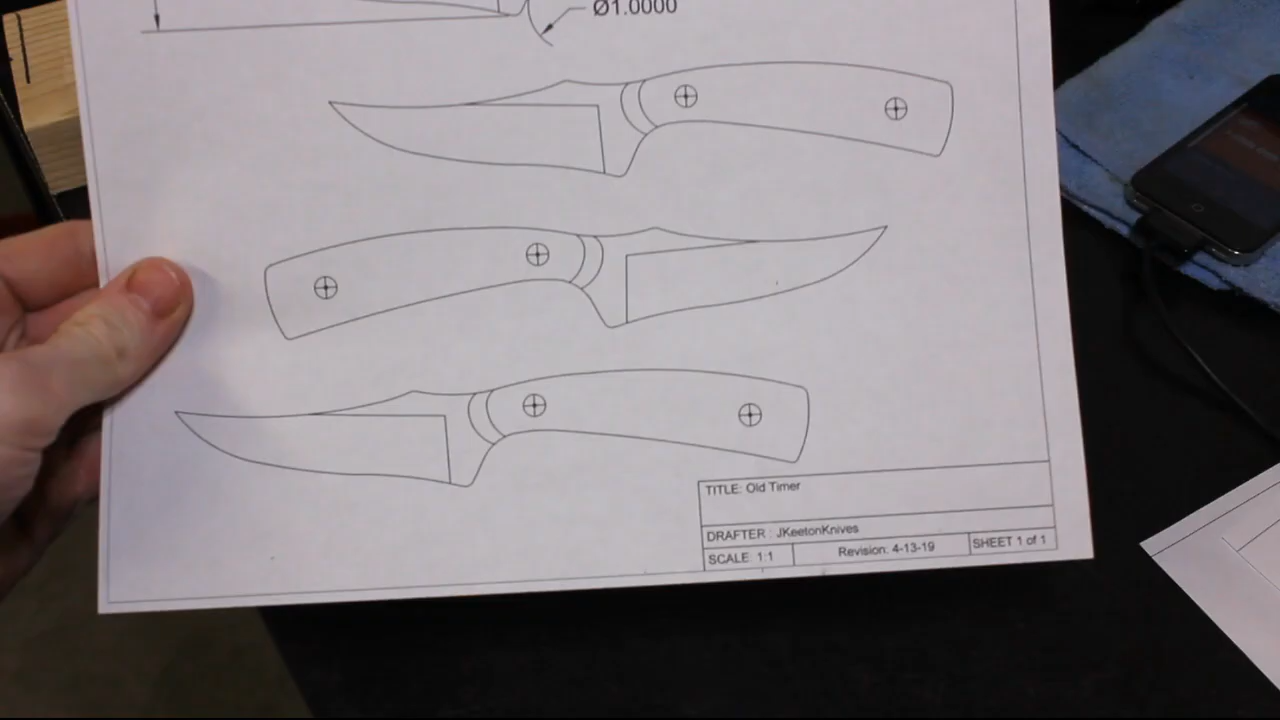 Ø1.0000
TITLE: Old Timer
DRAFTER : JKeetonKnives
SCALE: 1:1 Revision: 4-13-19 SHEET 1 of 1